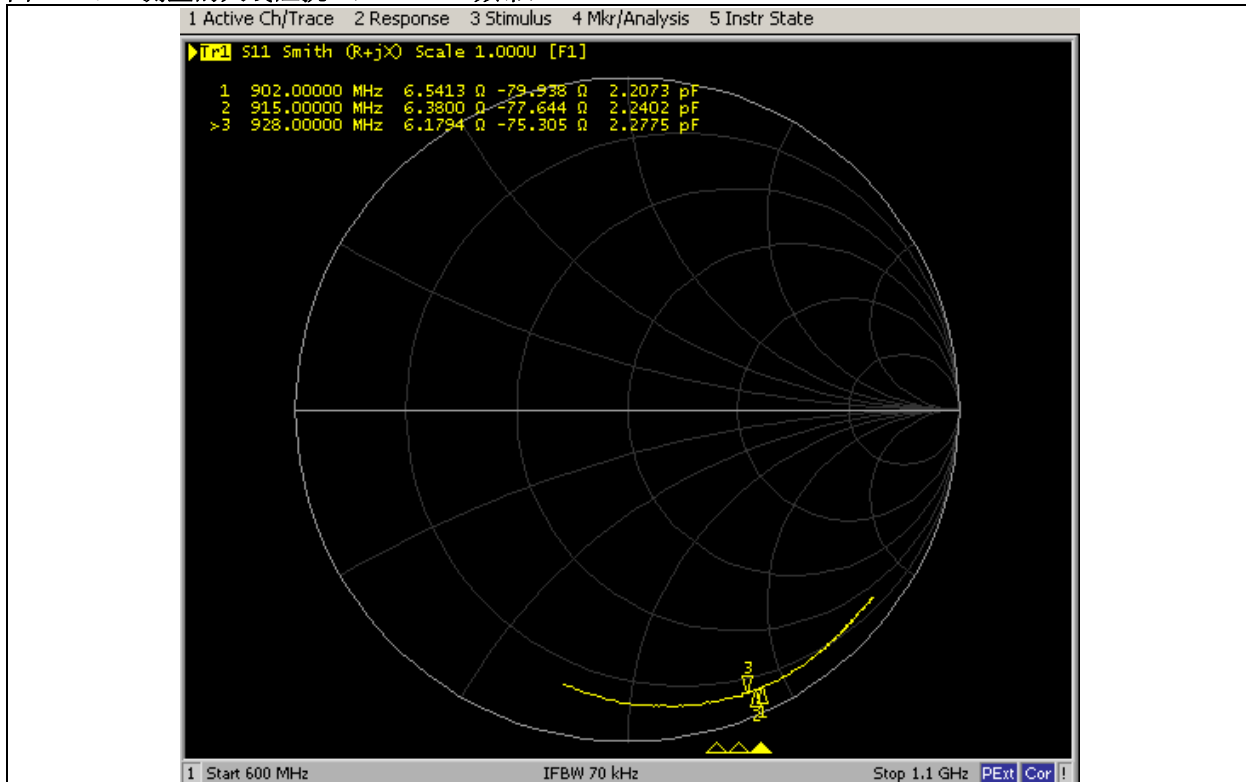 1 Active Ch/Trace 2 Response 3 Stimulus 4 Mkr/Analysis 5 Instr State
Tr1 S11 Smith (R+jX) Scale 1.000U [F1]
1 902.00000 MHz 6.5413 Ω -79.938 Ω 2.2073 pF
2 915.00000 MHz 6.3800 Ω -77.644 Ω 2.2402 pF
>3 928.00000 MHz 6.1794 Ω -75.305 Ω 2.2775 pF
3
2 1
1 Start 600 MHz IFBW 70 kHz Stop 1.1 GHz PExt Cor !